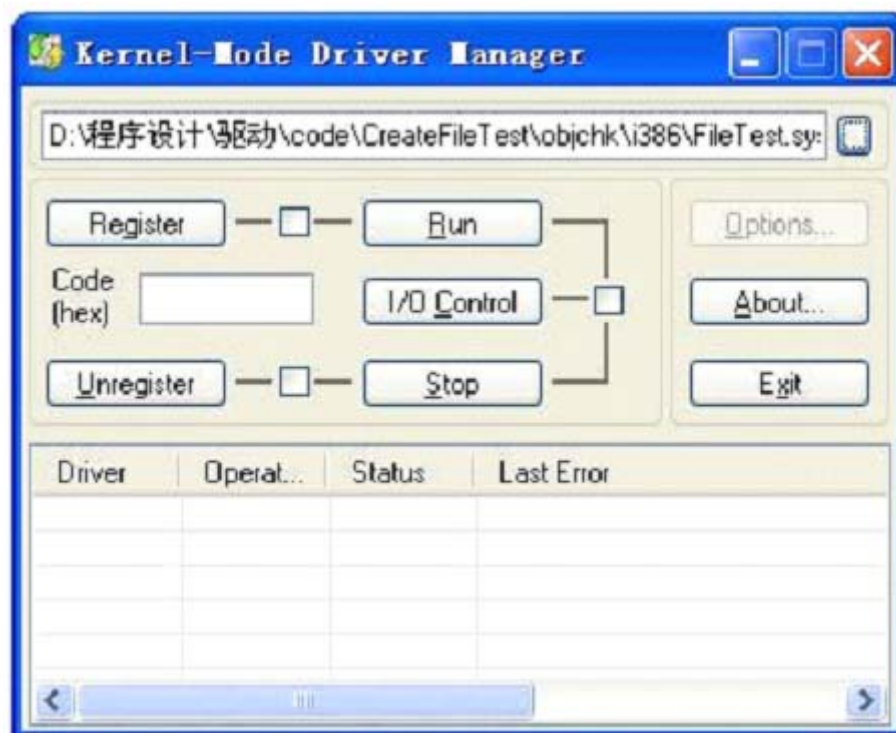 Kernel-Mode Driver Manager
D:\程序设计\驱动\code\CreateFileTest\objchk\i386\FileTest.sys
Register Run Options...
Code (hex) I/O Control About...
Unregister Stop Exit
Driver Operat... Status Last Error